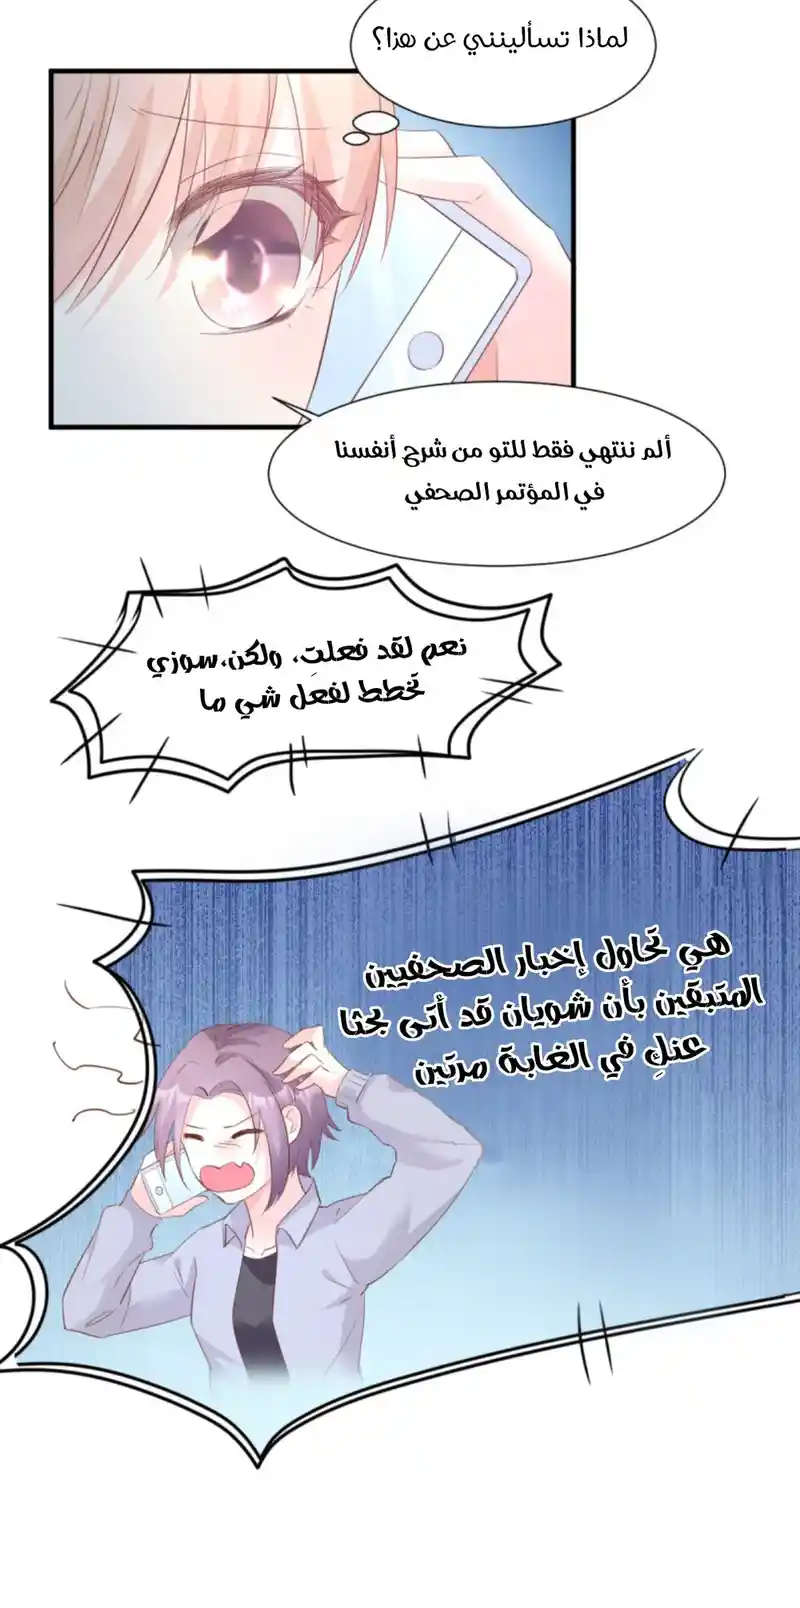 لماذا تسألينني عن هذا؟
ألم ننتهي فقط للتو من شرح أنفسنا
في المؤتمر الصحفي
نعم لقد فعلتِ، ولكن،سوزي
تخطط لفعل شي ما
هي تحاول إخبار الصحفيين
المتبقين بأن شويان قد أتى بحثا
عنكِ في الغابة مرتين